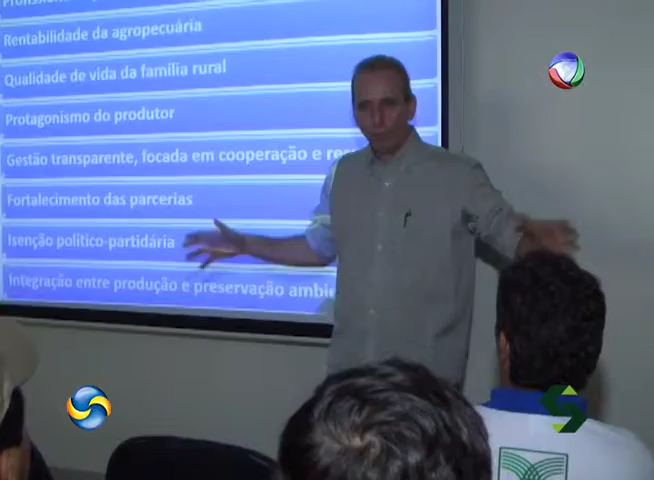 Rentabilidade da agropecuária
Qualidade de vida da família rural
Protagonismo do produtor
Gestão transparente, focada em cooperação e
Fortalecimento das parcerias
Isenção político-partidária
Integração entre produção e preservação ambien